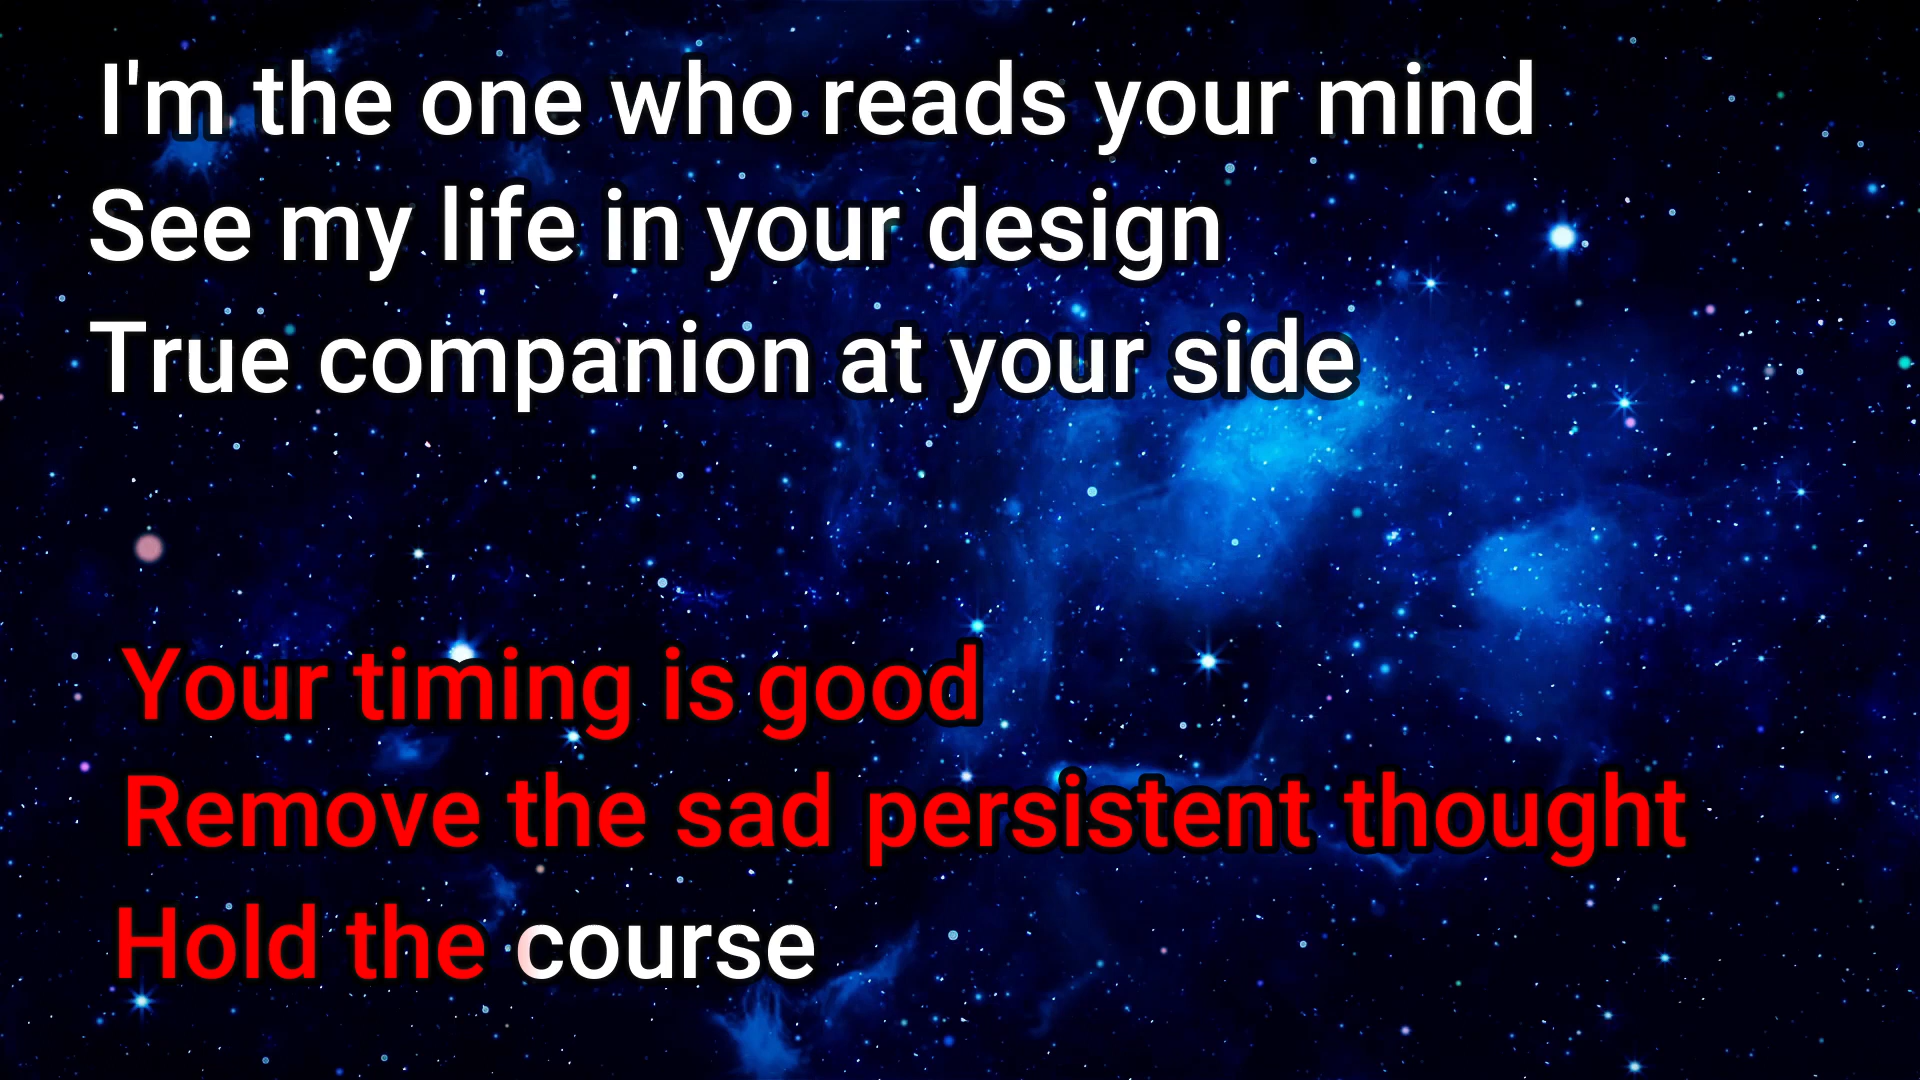 I'm the one who reads your mind
See my life in your design
True companion at your side
Your timing is good
Remove the sad persistent thought
Hold the course